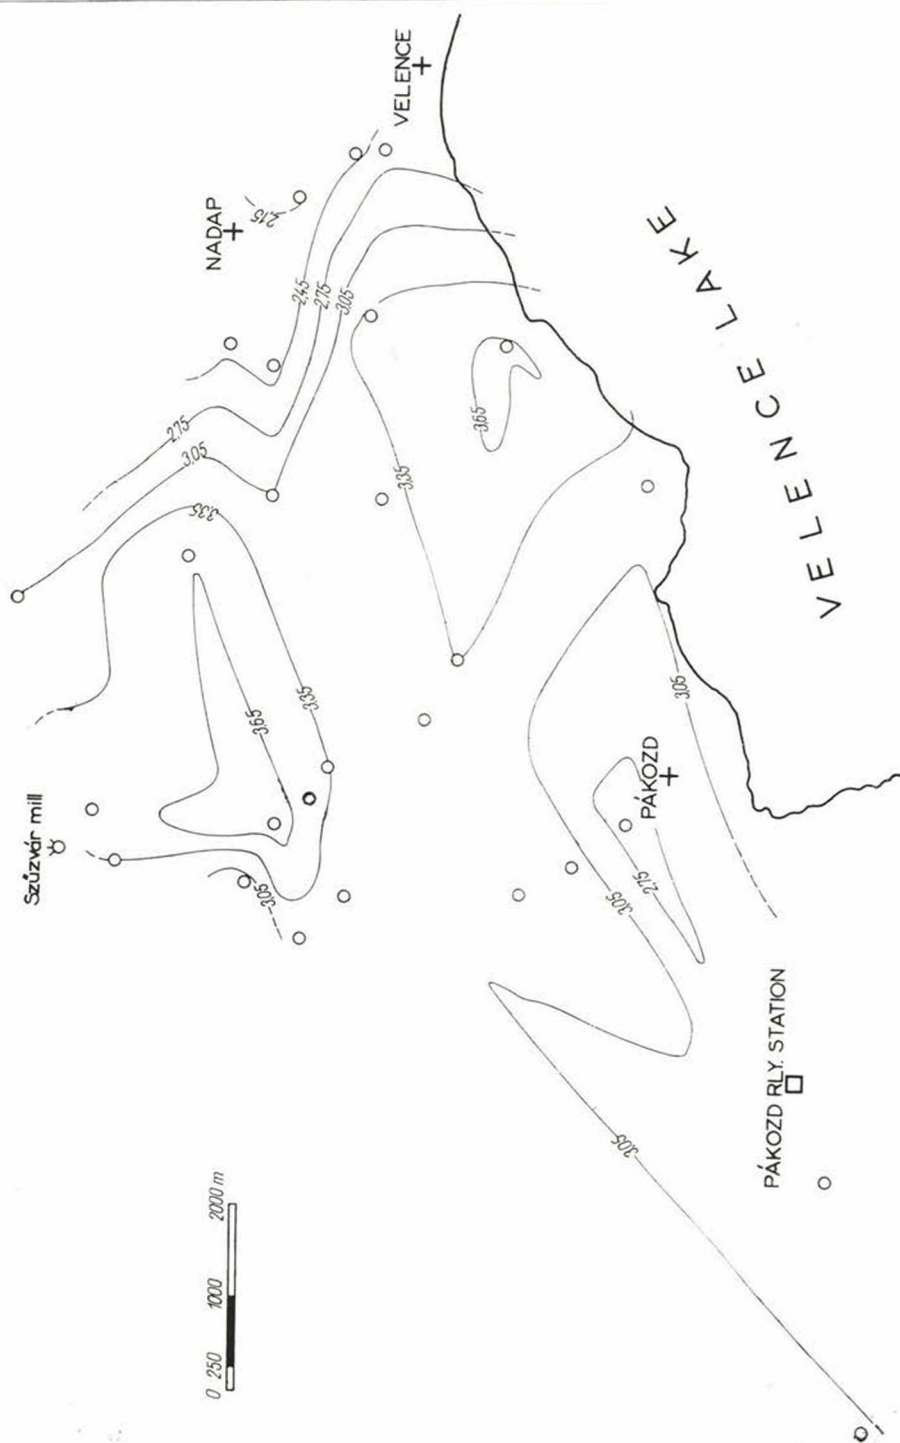 VELENCE
NADAP
2,15
2,45
2,75
3,05
2,75
3,05
3,35
3,65
3,35
VELENCE LAKE
3,65
3,35
3,05
PÁKOZD
2,75
3,05
Szúzvár mill
3,05
PÁKOZD RLY. STATION
3,05
0 250 1000 2000 m